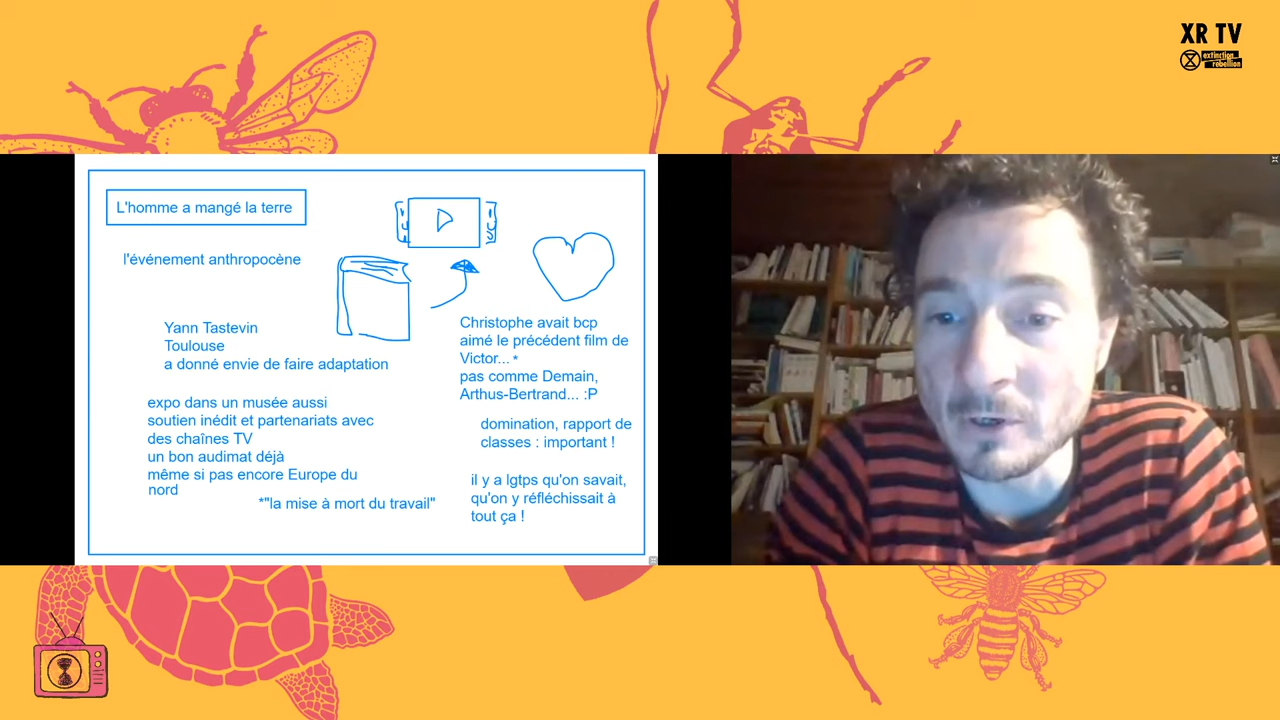 XR TV
extinction
rebellion
L'homme a mangé la terre
l'événement anthropocène
Yann Tastevin
Toulouse
a donné envie de faire adaptation
expo dans un musée aussi
soutien inédit et partenariats avec
des chaînes TV
un bon audimat déjà
même si pas encore Europe du
nord
*"la mise à mort du travail"
Christophe avait bcp
aimé le précédent film de
Victor... *
pas comme Demain,
Arthus-Bertrand... :P
domination, rapport de
classes : important !
il y a lgtps qu'on savait,
qu'on y réfléchissait à
tout ça !